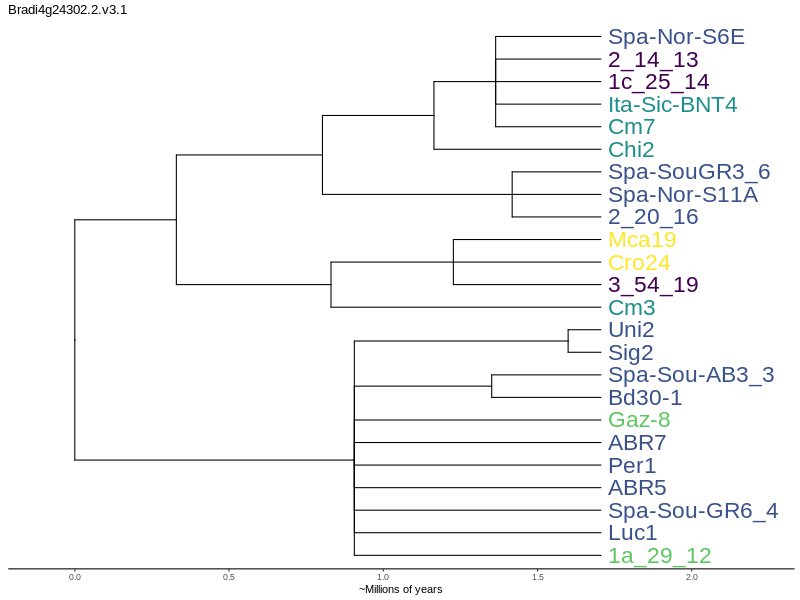 Bradi4g24302.2.v3.1
Spa-Nor-S6E
2_14_13
1c_25_14
Ita-Sic-BNT4
Cm7
Chi2
Spa-SouGR3_6
Spa-Nor-S11A
2_20_16
Mca19
Cro24
3_54_19
Cm3
Uni2
Sig2
Spa-Sou-AB3_3
Bd30-1
Gaz-8
ABR7
Per1
ABR5
Spa-Sou-GR6_4
Luc1
1a_29_12
0.0 0.5 1.0 1.5 2.0
~Millions of years